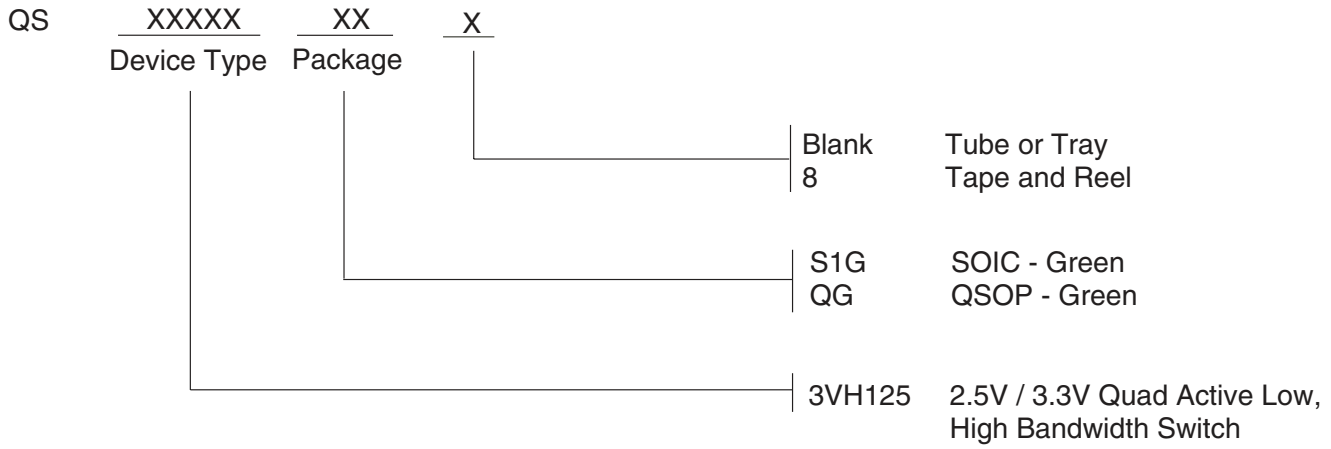 QS XXXXX XX X
Device Type Package
Blank Tube or Tray
8 Tape and Reel
S1G SOIC - Green
QG QSOP - Green
3VH125 2.5V / 3.3V Quad Active Low,
High Bandwidth Switch